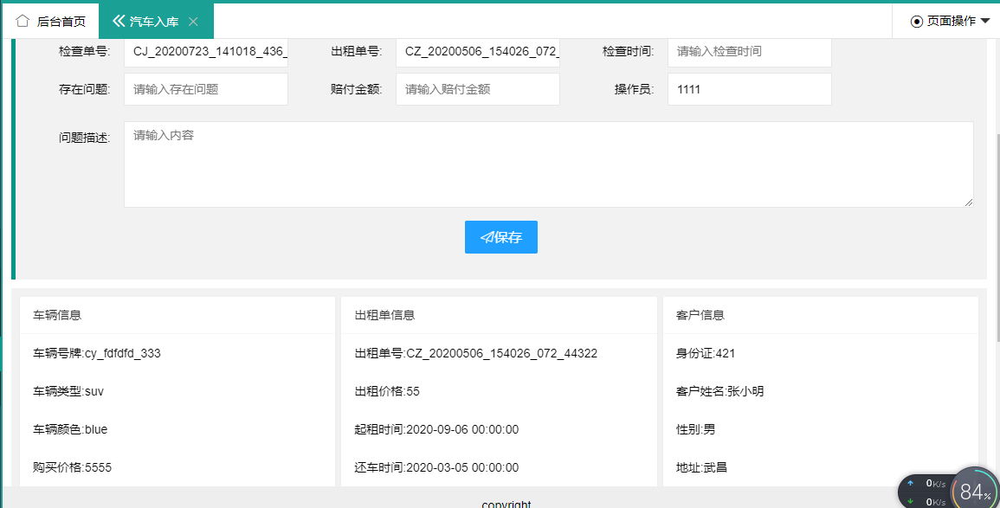 后台首页 汽车入库 页面操作
检查单号: CJ_20200723_141018_436_ 出租单号: CZ_20200506_154026_072_ 检查时间: 请输入检查时间
存在问题: 请输入存在问题 赔付金额: 请输入赔付金额 操作员: 1111
问题描述: 请输入内容
保存
车辆信息 出租单信息 客户信息
车辆号牌:cy_fdfdfd_333 出租单号:CZ_20200506_154026_072_44322 身份证:421
车辆类型:suv 出租价格:55 客户姓名:张小明
车辆颜色:blue 起租时间:2020-09-06 00:00:00 性别:男
购买价格:5555 还车时间:2020-03-05 00:00:00 地址:武昌
0K/s
84%
0K/s
copyright